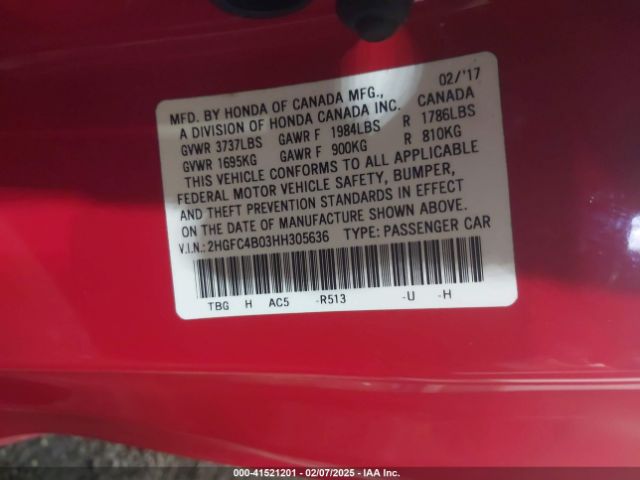 02/'17
MFD. BY HONDA OF CANADA MFG., CANADA
A DIVISION OF HONDA CANADA INC.
GVWR 3737LBS GAWR F 1984LBS R 1786LBS
GVWR 1695KG GAWR F 900KG R 810KG
THIS VEHICLE CONFORMS TO ALL APPLICABLE
FEDERAL MOTOR VEHICLE SAFETY, BUMPER,
AND THEFT PREVENTION STANDARDS IN EFFECT
ON THE DATE OF MANUFACTURE SHOWN ABOVE.
V.I.N.: 2HGFC4B03HH305636 TYPE: PASSENGER CAR
TBG H AC5 -R513 -U -H
000-41521201 - 02/07/2025 - IAA Inc.